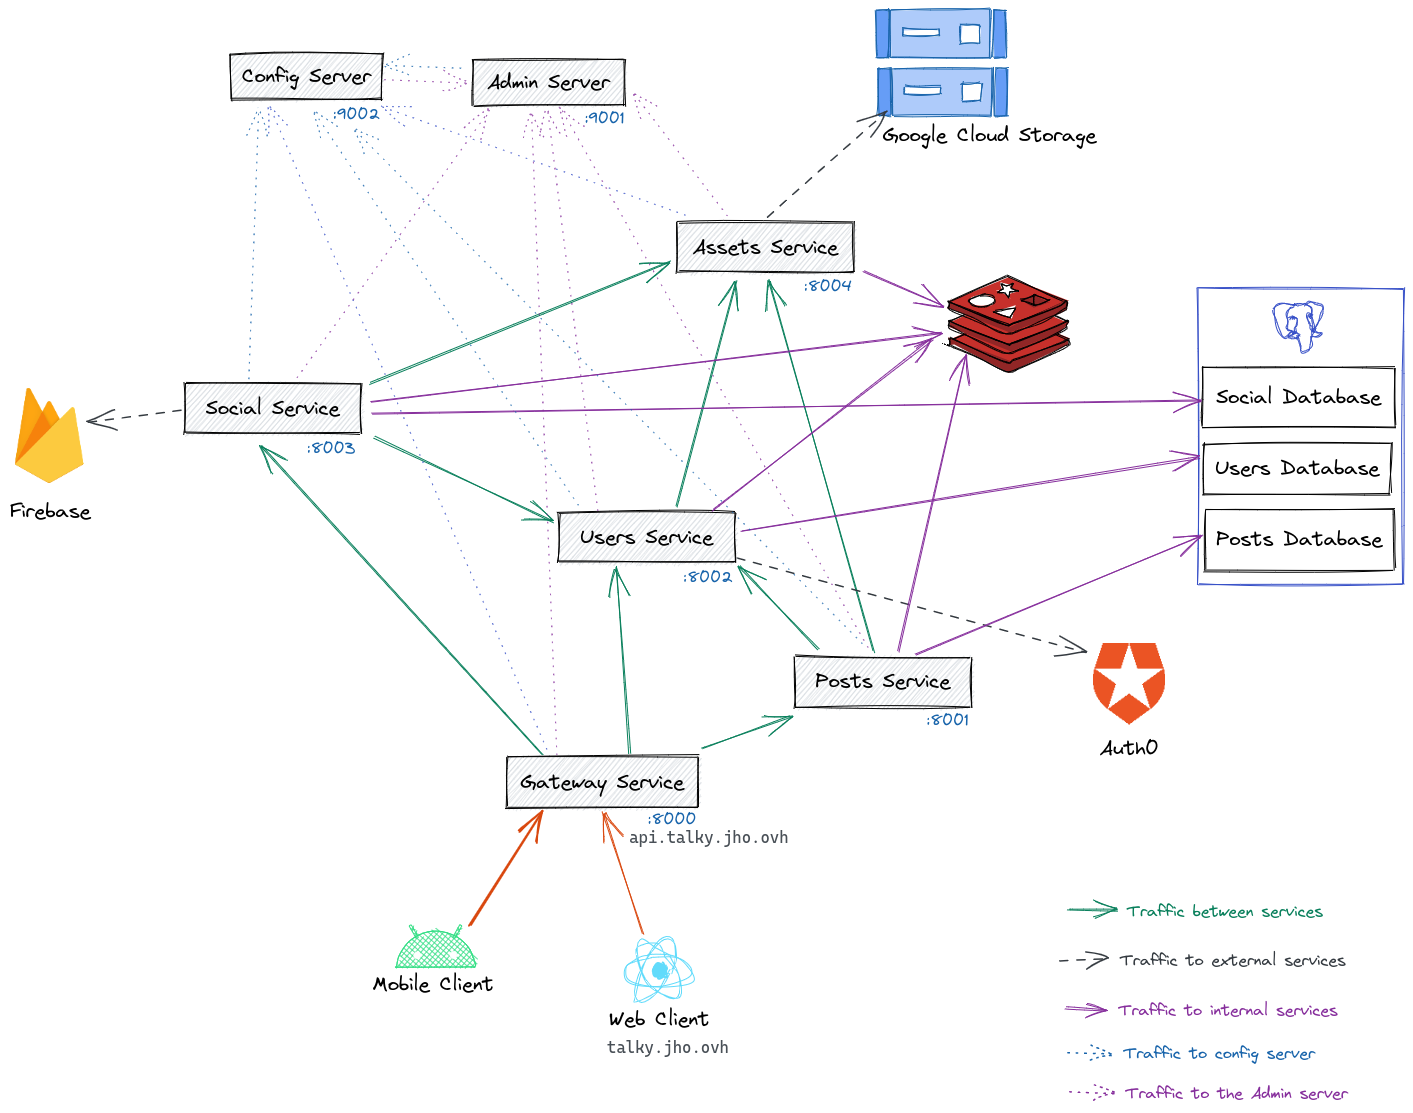 Config Server
:9002
Admin Server
:9001
Google Cloud Storage
Assets Service
:8004
Social Service
:8003
Firebase
Social Database
Users Database
Posts Database
Users Service
:8002
Posts Service
:8001
Auth0
Gateway Service
:8000
api.talky.jho.ovh
Mobile Client
Web Client
talky.jho.ovh
Traffic between services
Traffic to external services
Traffic to internal services
Traffic to config server
Traffic to the Admin server